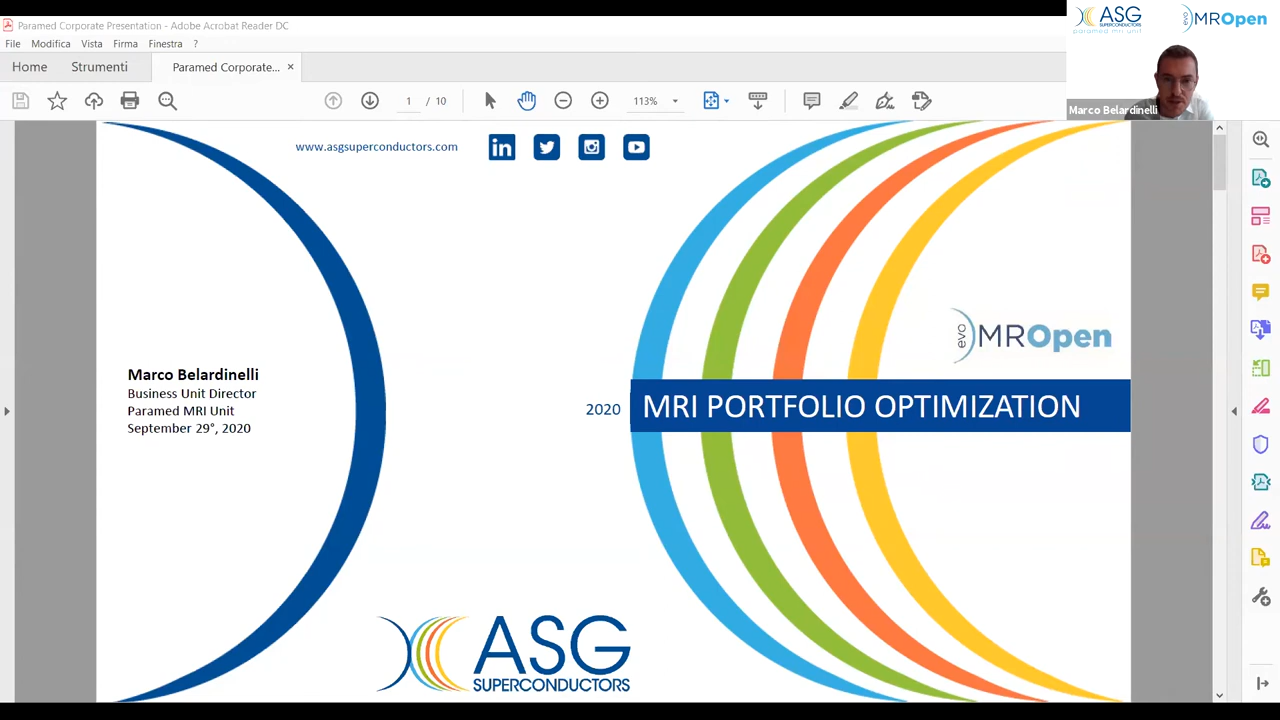 Paramed Corporate Presentation - Adobe Acrobat Reader DC
File Modifica Vista Firma Finestra ?
Home Strumenti Paramed Corporate... ×
1 / 10 113%
ASG
SUPERCONDUCTORS
paramed mri unit
evo MROpen
Marco Belardinelli
www.asgsuperconductors.com
in
evo MROpen
Marco Belardinelli
Business Unit Director
Paramed MRI Unit
September 29°, 2020
2020 MRI PORTFOLIO OPTIMIZATION
ASG
SUPERCONDUCTORS